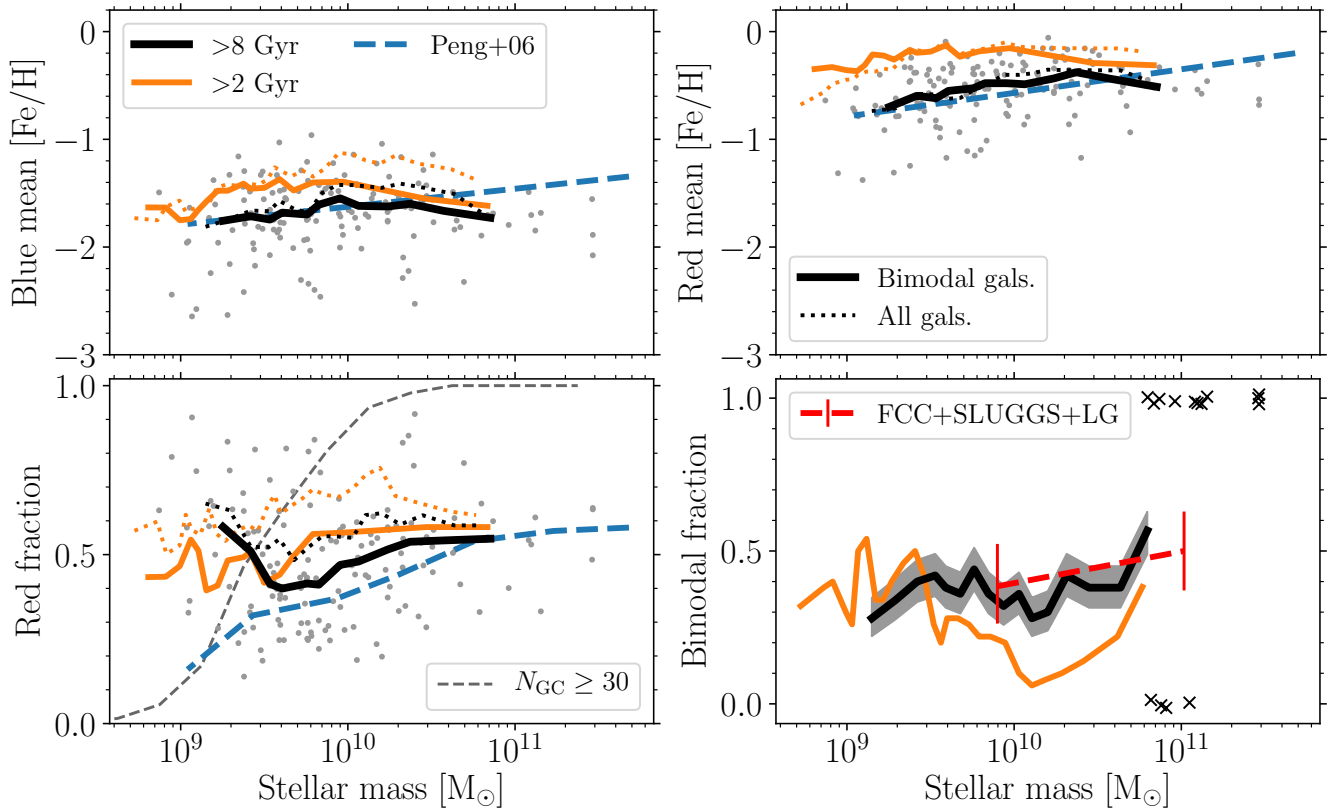 0
−1
−2
−3
Blue mean [Fe/H]
>8 Gyr
>2 Gyr
Peng+06
0
−1
−2
−3
Red mean [Fe/H]
Bimodal gals.
All gals.
1.0
0.5
0.0
Red fraction
N_GC ≥ 30
10^9
10^10
10^11
Stellar mass [M_⊙]
1.0
0.5
0.0
Bimodal fraction
FCC+SLUGGS+LG
10^9
10^10
10^11
Stellar mass [M_⊙]